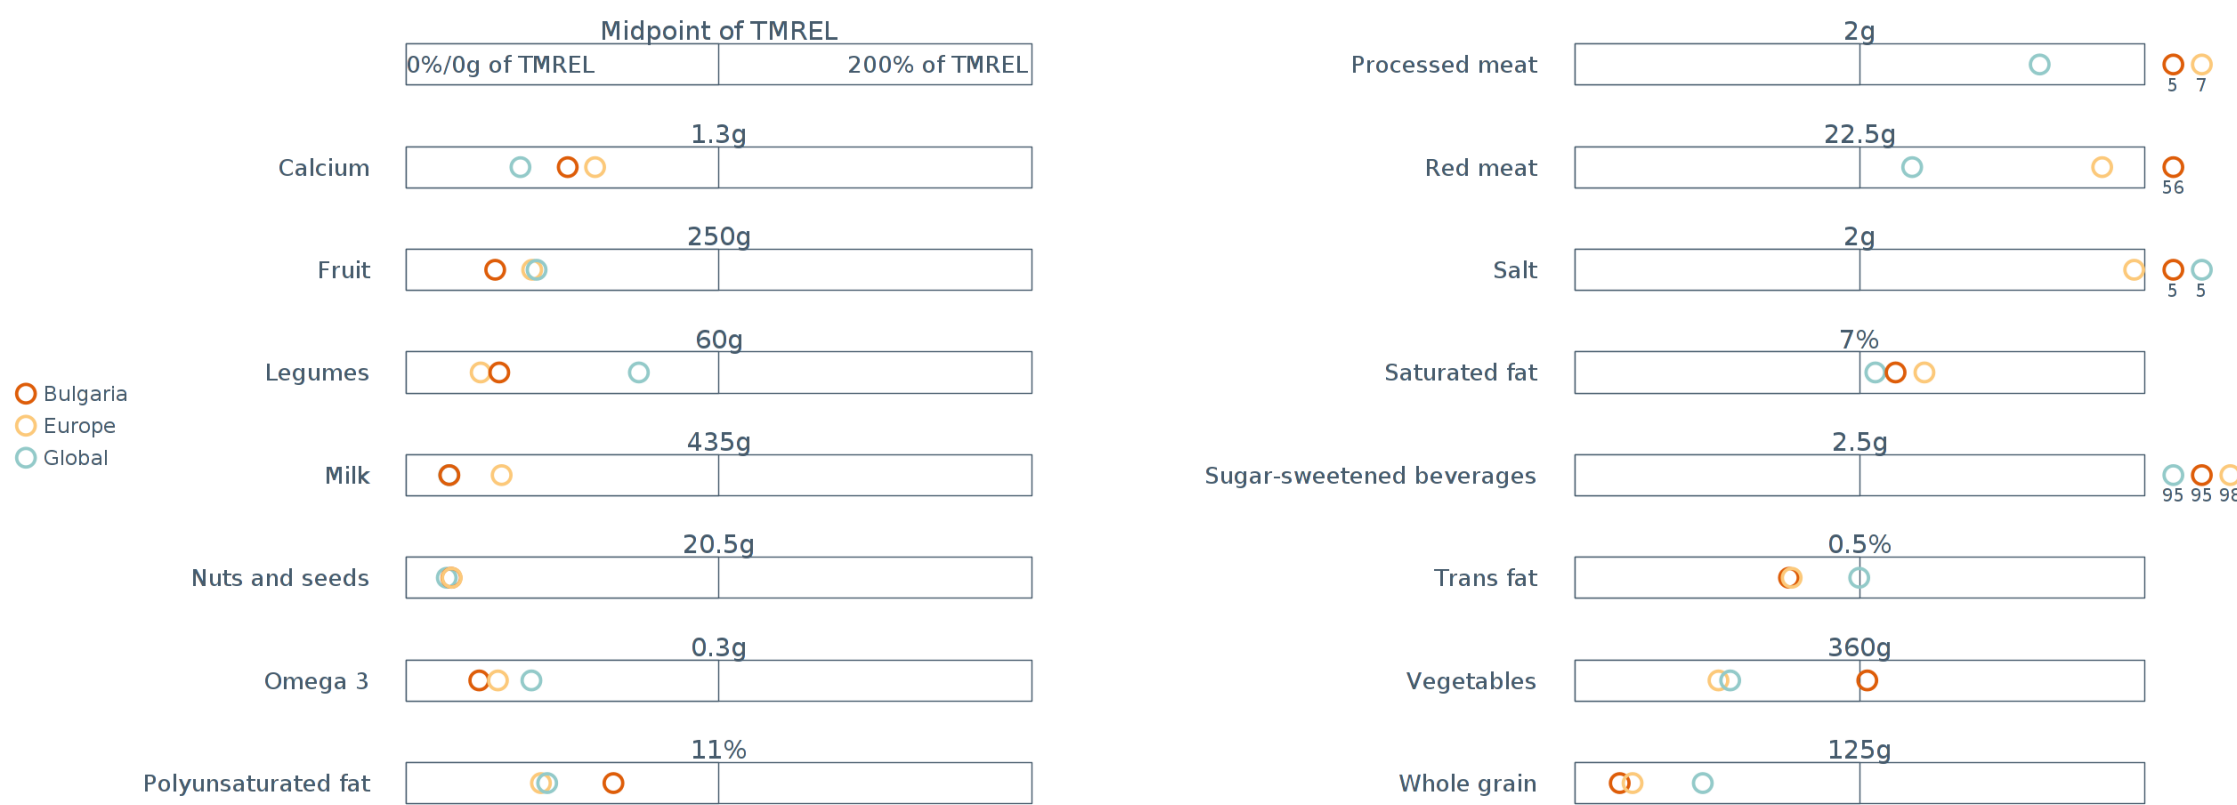 Midpoint of TMREL
0%/0g of TMREL
200% of TMREL
1.3g
Calcium
250g
Fruit
60g
Legumes
435g
Milk
20.5g
Nuts and seeds
0.3g
Omega 3
11%
Polyunsaturated fat
Bulgaria
Europe
Global
2g
Processed meat
5 7
22.5g
Red meat
56
2g
Salt
5 5
7%
Saturated fat
2.5g
Sugar-sweetened beverages
95 95 98
0.5%
Trans fat
360g
Vegetables
125g
Whole grain